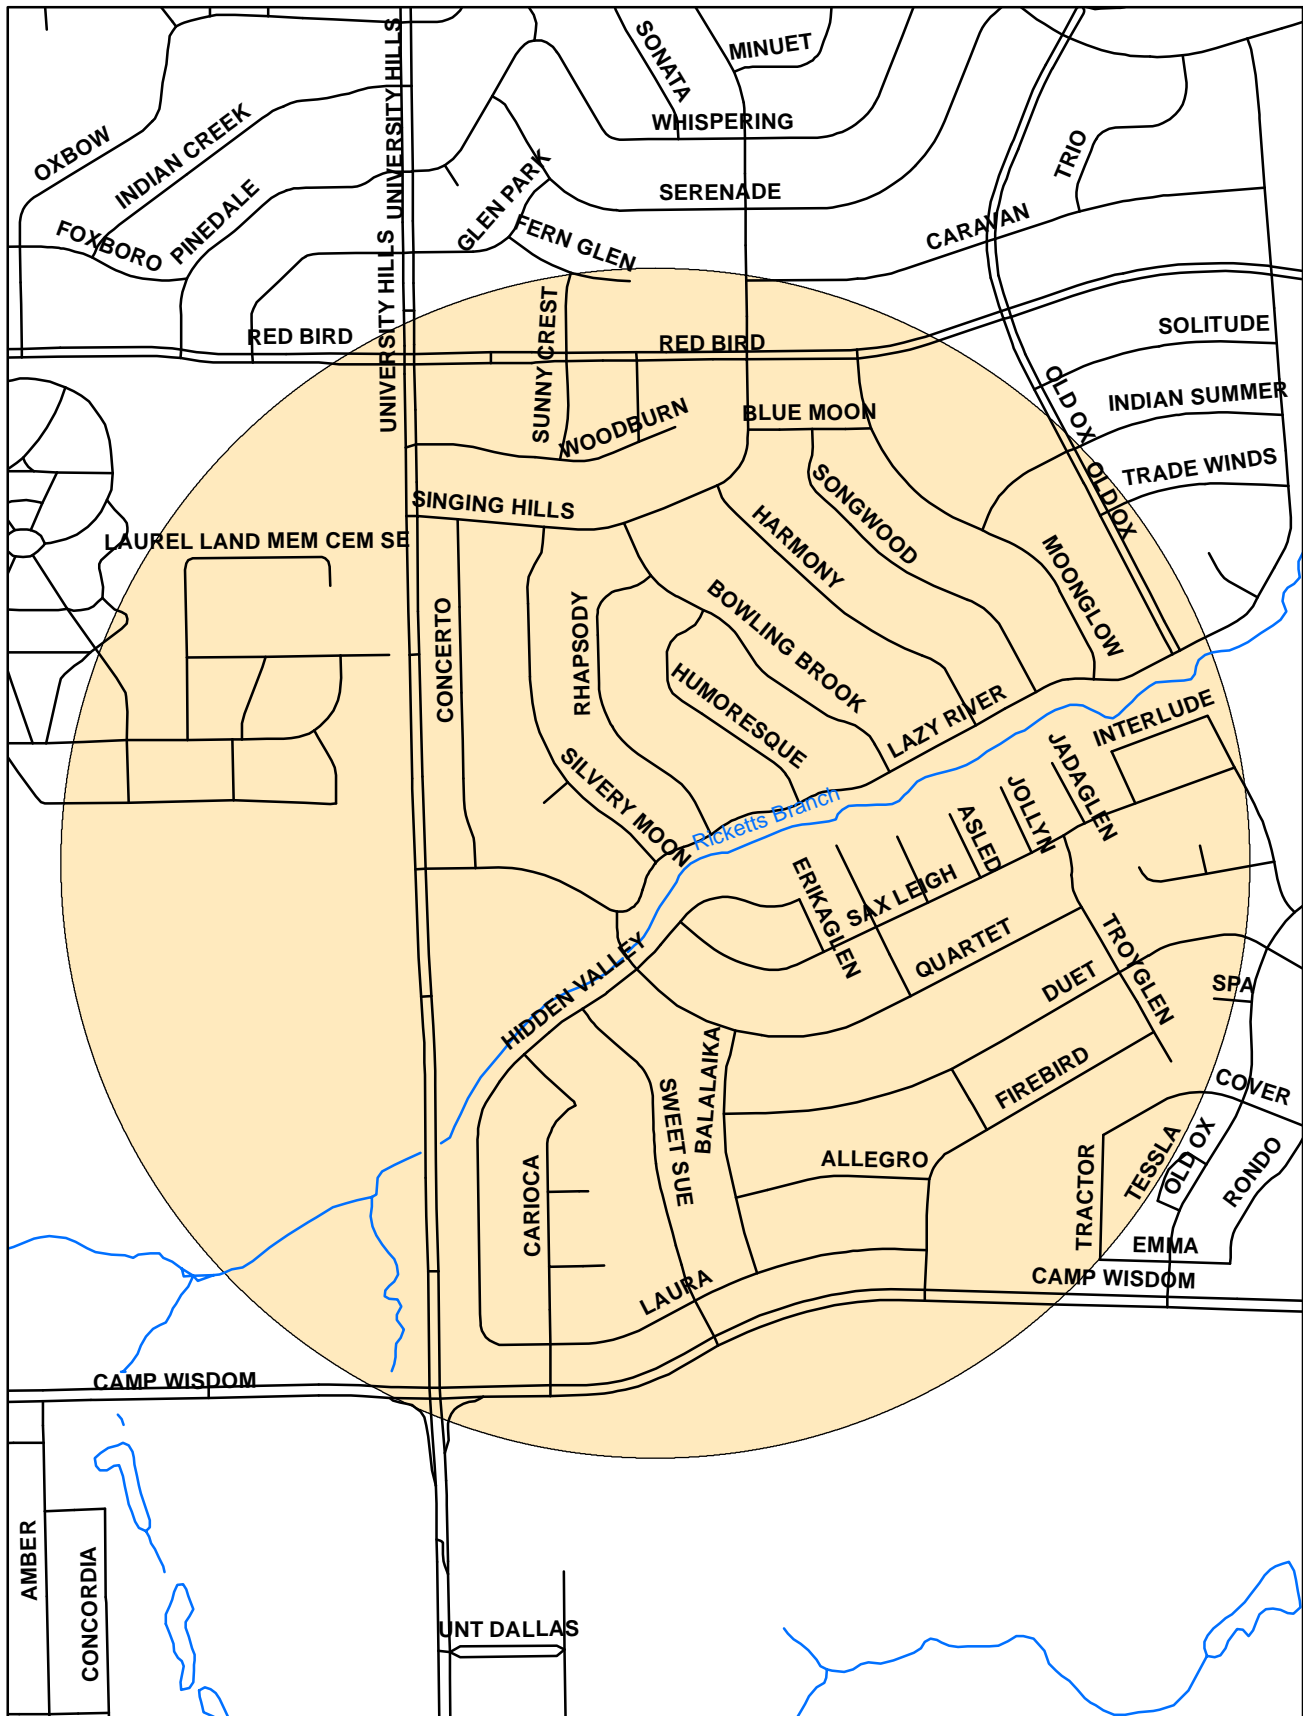 UNIVERSITY HILLS
SONATA
MINUET
WHISPERING
OXBOW
INDIAN CREEK
TRIO
UNIVERSITY HILLS
SERENADE
GLEN PARK
PINEDALE
FOXBORO
FERN GLEN
CARAVAN
UNIVERSITY HILLS
RED BIRD
SUNNY CREST
RED BIRD
SOLITUDE
OLD OX
INDIAN SUMMER
WOODBURN
BLUE MOON
TRADE WINDS
SINGING HILLS
SONGWOOD
OLD OX
HARMONY
LAUREL LAND MEM CEM SE
MOONGLOW
CONCERTO
RHAPSODY
BOWLING BROOK
HUMORESQUE
LAZY RIVER
INTERLUDE
SILVERY MOON
JADAGLEN
JOLLYN
Ricketts Branch
ASLED
ERIKAGLEN
SAX LEIGH
QUARTET
TROYGLEN
DUET
HIDDEN VALLEY
SPA
BALALAIKA
SWEET SUE
FIREBIRD
COVER
TESSLA
OLD OX
RONDO
ALLEGRO
CARIOCA
TRACTOR
EMMA
CAMP WISDOM
LAURA
CAMP WISDOM
AMBER
CONCORDIA
UNT DALLAS